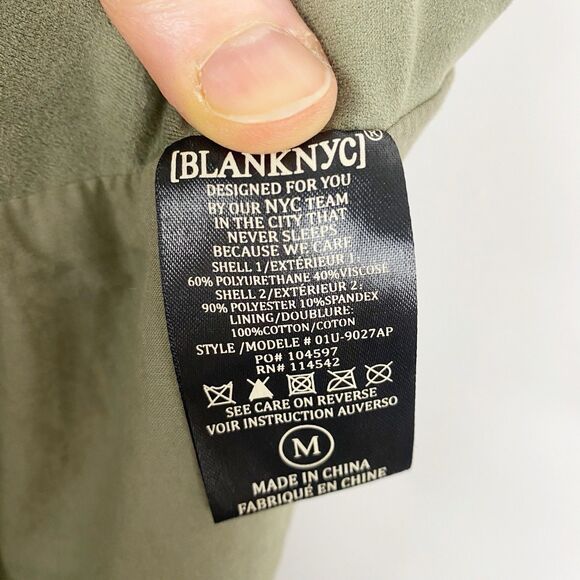 [BLANKNYC]®
DESIGNED FOR YOU
BY OUR NYC TEAM
IN THE CITY THAT
NEVER SLEEPS
BECAUSE WE CARE
SHELL 1/EXTÉRIEUR 1:
60% POLYURETHANE 40%VISCOSE
SHELL 2/EXTÉRIEUR 2:
90% POLYESTER 10%SPANDEX
LINING/DOUBLURE:
100%COTTON/COTON
STYLE /MODELE # 01U-9027AP
PO# 104597
RN# 114542
SEE CARE ON REVERSE
VOIR INSTRUCTION AUVERSO
M
MADE IN CHINA
FABRIQUÉ EN CHINE